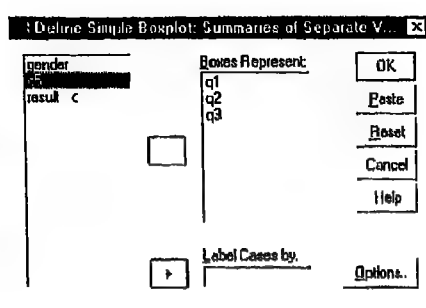 Define Simple Boxplot: Summaries of Separate V...
gender
result c
Boxes Represent:
q1
q2
q3
Label Cases by:
OK
Paste
Reset
Cancel
Help
Options..